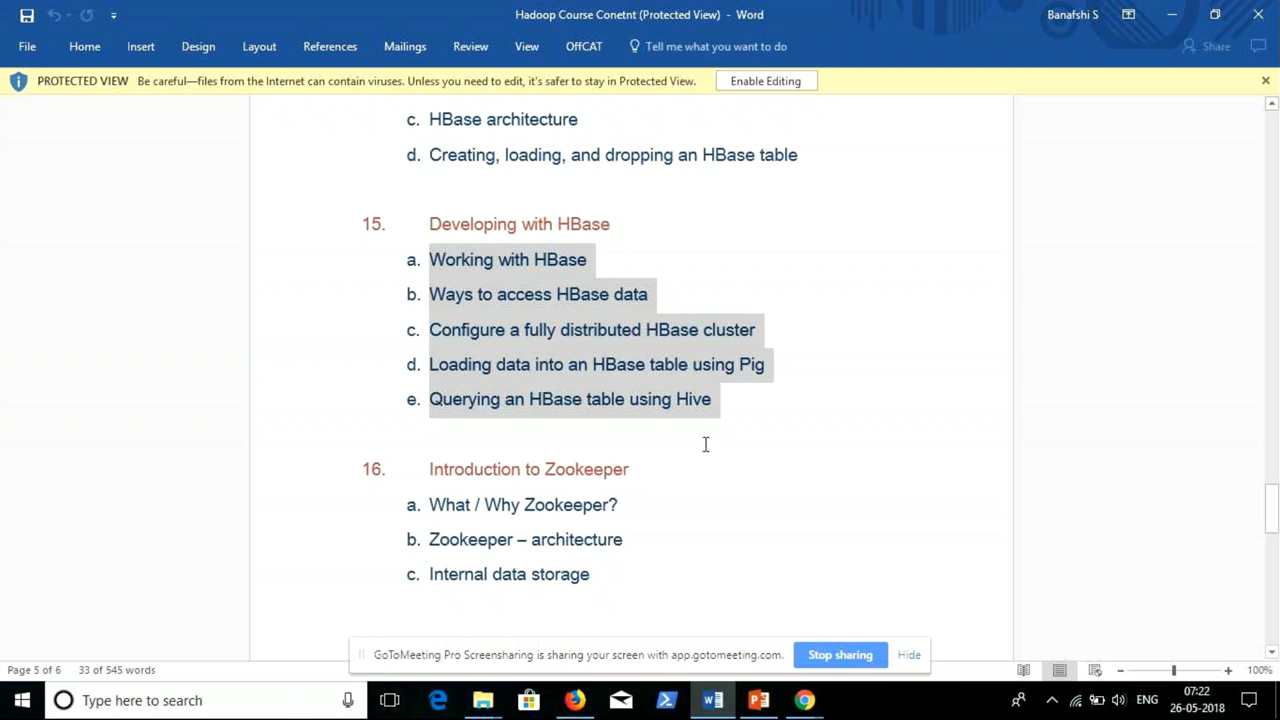 Hadoop Course Conetnt (Protected View) - Word
Banafshi S
File Home Insert Design Layout References Mailings Review View OffCAT Tell me what you want to do Share
PROTECTED VIEW Be careful—files from the Internet can contain viruses. Unless you need to edit, it's safer to stay in Protected View. Enable Editing
c. HBase architecture
d. Creating, loading, and dropping an HBase table
15. Developing with HBase
a. Working with HBase
b. Ways to access HBase data
c. Configure a fully distributed HBase cluster
d. Loading data into an HBase table using Pig
e. Querying an HBase table using Hive
16. Introduction to Zookeeper
a. What / Why Zookeeper?
b. Zookeeper – architecture
c. Internal data storage
GoToMeeting Pro Screensharing is sharing your screen with app.gotomeeting.com. Stop sharing Hide
Page 5 of 6 33 of 545 words 100%
Type here to search
ENG
07:22
26-05-2018